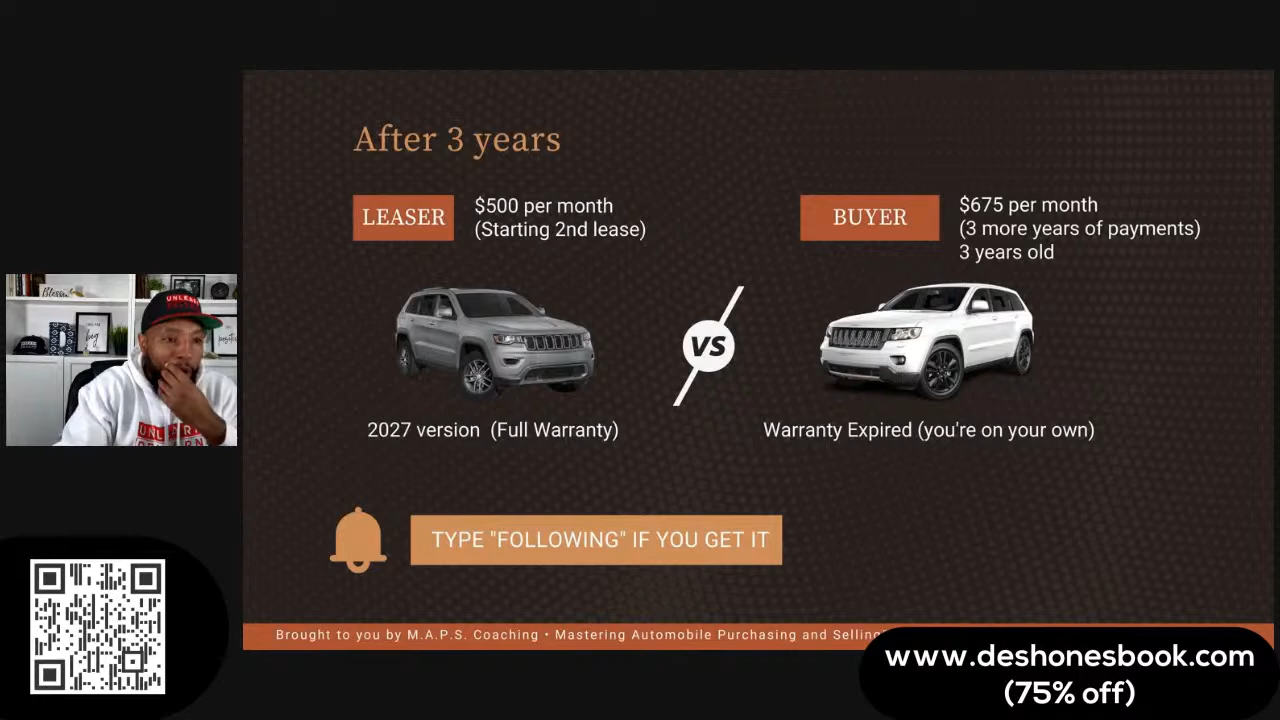 After 3 years
LEASER
$500 per month
(Starting 2nd lease)
BUYER
$675 per month
(3 more years of payments)
3 years old
VS
2027 version (Full Warranty)
Warranty Expired (you're on your own)
Blessed
TYPE "FOLLOWING" IF YOU GET IT
Brought to you by M.A.P.S. Coaching • Mastering Automobile Purchasing and Selling
www.deshonesbook.com
(75% off)